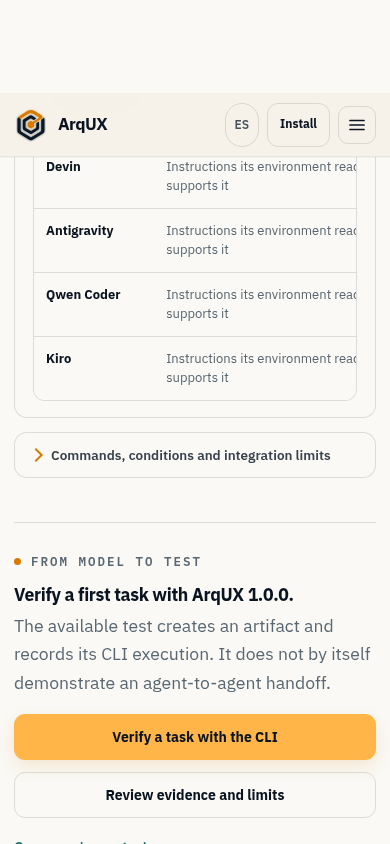 ArqUX
ES
Install
Devin
Instructions its environment
supports it
Antigravity
Instructions its environment
supports it
Qwen Coder
Instructions its environment
supports it
Kiro
Instructions its environment
supports it
Commands, conditions and integration limits
FROM MODEL TO TEST
Verify a first task with ArqUX 1.0.0.
The available test creates an artifact and
records its CLI execution. It does not by itself
demonstrate an agent-to-agent handoff.
Verify a task with the CLI
Review evidence and limits